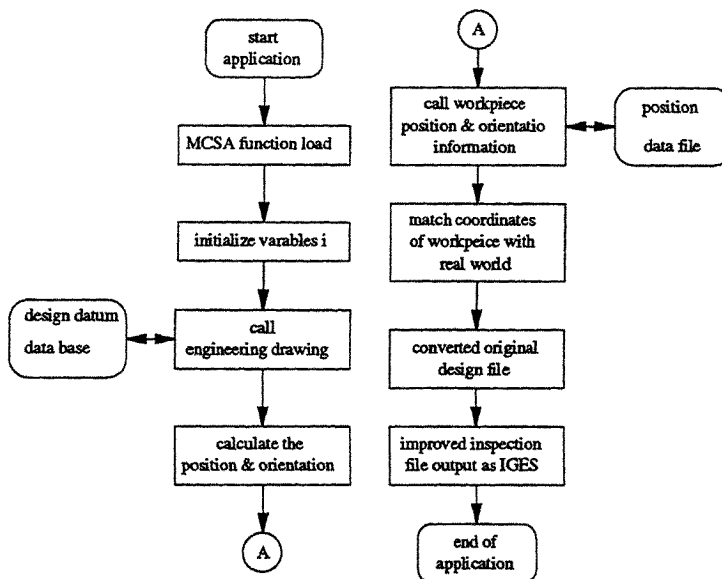 start
application
MCSA function load
initialize varables i
design datum
data base
call
engineering drawing
calculate the
position & orientation
A
A
call workpiece
position & orientatio
information
position
data file
match coordinates
of workpeice with
real world
converted original
design file
improved inspection
file output as IGES
end of
application